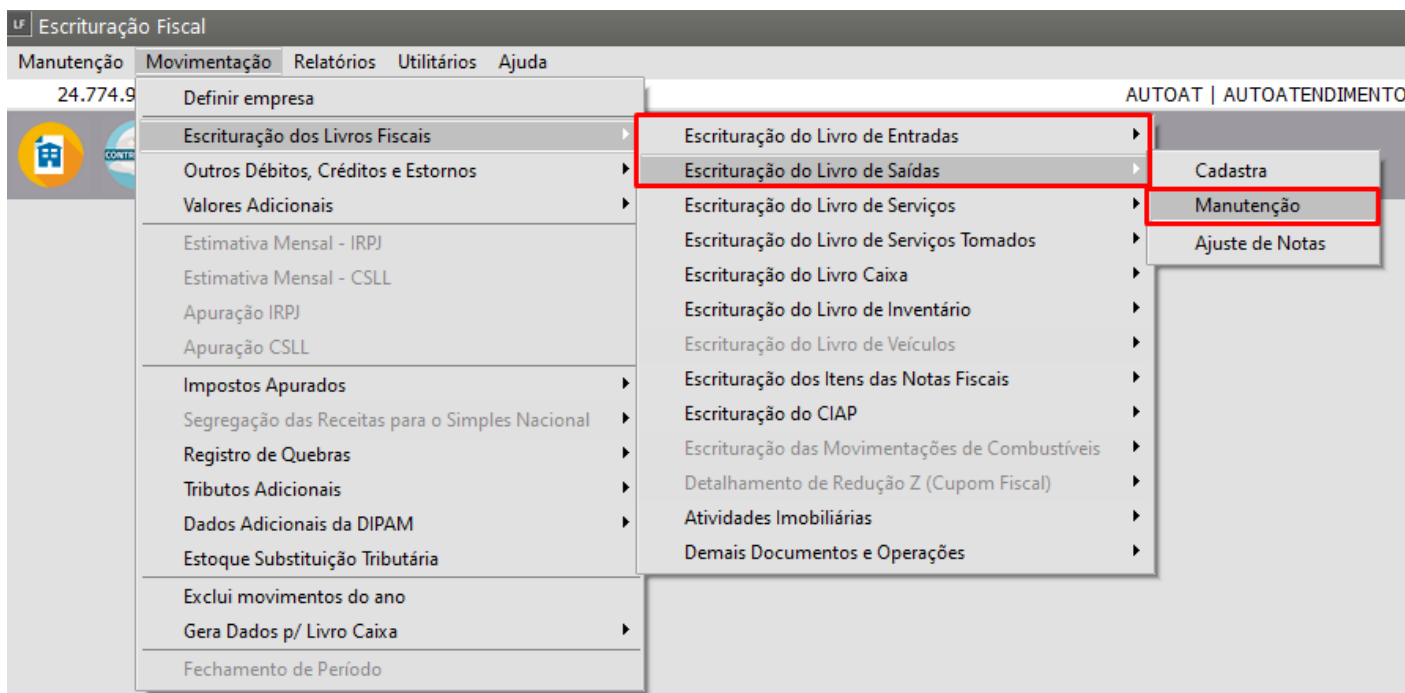 LF Escrituração Fiscal
Manutenção Movimentação Relatórios Utilitários Ajuda
24.774.9
AUTOAT | AUTOATENDIMENTO
CONTR
Definir empresa
Escrituração dos Livros Fiscais
Outros Débitos, Créditos e Estornos
Valores Adicionais
Estimativa Mensal - IRPJ
Estimativa Mensal - CSLL
Apuração IRPJ
Apuração CSLL
Impostos Apurados
Segregação das Receitas para o Simples Nacional
Registro de Quebras
Tributos Adicionais
Dados Adicionais da DIPAM
Estoque Substituição Tributária
Exclui movimentos do ano
Gera Dados p/ Livro Caixa
Fechamento de Período
Escrituração do Livro de Entradas
Escrituração do Livro de Saídas
Escrituração do Livro de Serviços
Escrituração do Livro de Serviços Tomados
Escrituração do Livro Caixa
Escrituração do Livro de Inventário
Escrituração do Livro de Veículos
Escrituração dos Itens das Notas Fiscais
Escrituração do CIAP
Escrituração das Movimentações de Combustíveis
Detalhamento de Redução Z (Cupom Fiscal)
Atividades Imobiliárias
Demais Documentos e Operações
Cadastra
Manutenção
Ajuste de Notas